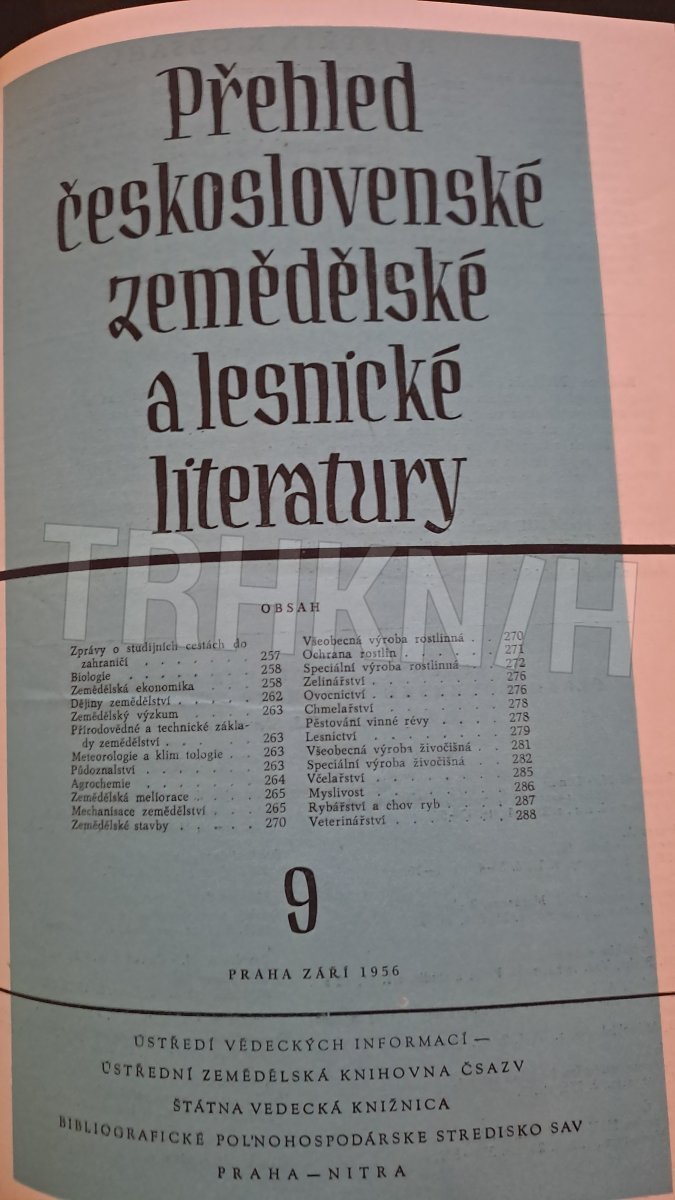 Přehled
československé
zemědělské
a lesnické
literatury
TRHKNIH
OBSAH
Zprávy o studijních cestách do
zahraničí . . . . . . . 257
Biologie . . . . . . . . 258
Zemědělská ekonomika . . . . 258
Dějiny zemědělství . . . . . 262
Zemědělský výzkum . . . . 263
Přírodovědné a technické zákla-
dy zemědělství . . . . . . 263
Meteorologie a klim tologie . . 263
Půdoznalství . . . . . . . 263
Agrochemie . . . . . . . 264
Zemědělská meliorace . . . . 265
Mechanisace zemědělství . . . 265
Zemědělské stavby . . . . . 270
Všeobecná výroba rostlinná . . 270
Ochrana rostlin . . . . . . 271
Speciální výroba rostlinná . . 272
Zelinářství . . . . . . . 276
Ovocnictví . . . . . . . 276
Chmelařství . . . . . . . 278
Pěstování vinné révy . . . . 278
Lesnictví . . . . . . . . 279
Všeobecná výroba živočišná . . 281
Speciální výroba živočišná . . 282
Včelařství . . . . . . . 285
Myslivost . . . . . . . . 286
Rybářství a chov ryb . . . . 287
Veterinářství . . . . . . . 288
9
PRAHA ZÁŘÍ 1956
ÚSTŘEDÍ VĚDECKÝCH INFORMACÍ —
ÚSTŘEDNÍ ZEMĚDĚLSKÁ KNIHOVNA ČSAZV
ŠTÁTNA VEDECKÁ KNIŽNICA
BIBLIOGRAFICKÉ POĽNOHOSPODÁRSKE STREDISKO SAV
PRAHA — NITRA